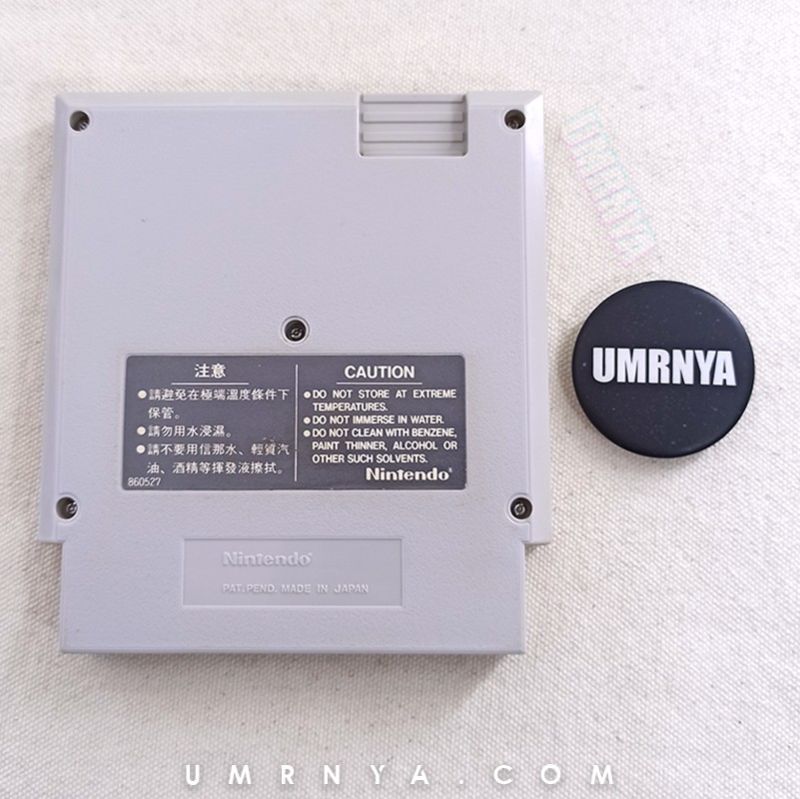 UMRNYA
UMRNYA
注意
●請避免在極端溫度條件下
保管。
●請勿用水浸濕。
●請不要用信那水、輕質汽
油、酒精等揮發液擦拭。
860527
CAUTION
●DO NOT STORE AT EXTREME
TEMPERATURES.
●DO NOT IMMERSE IN WATER.
●DO NOT CLEAN WITH BENZENE,
PAINT THINNER, ALCOHOL OR
OTHER SUCH SOLVENTS.
Nintendo®
Nintendo®
PAT. PEND. MADE IN JAPAN
UMRNYA.COM